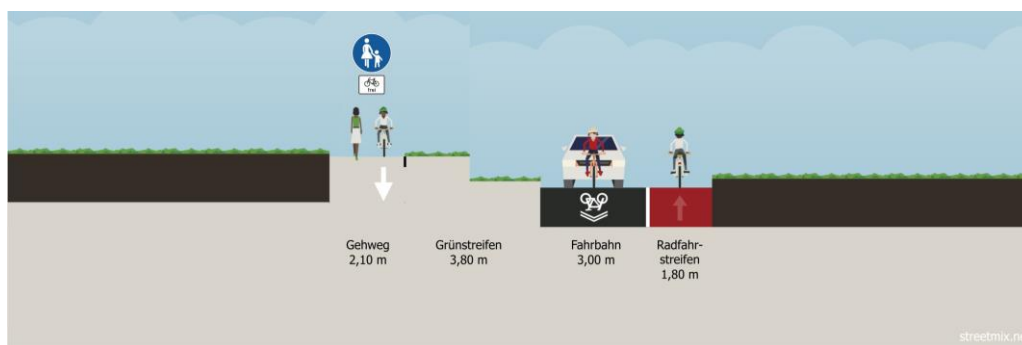 frei
Gehweg
2,10 m
Grünstreifen
3,80 m
Fahrbahn
3,00 m
Radfahr-
streifen
1,80 m
streetmix.ne